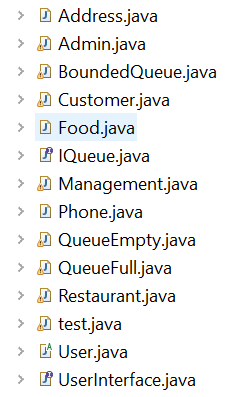 Address.java
Admin.java
BoundedQueue.java
Customer.java
Food.java
IQueue.java
Management.java
Phone.java
QueueEmpty.java
QueueFull.java
Restaurant.java
test.java
User.java
UserInterface.java